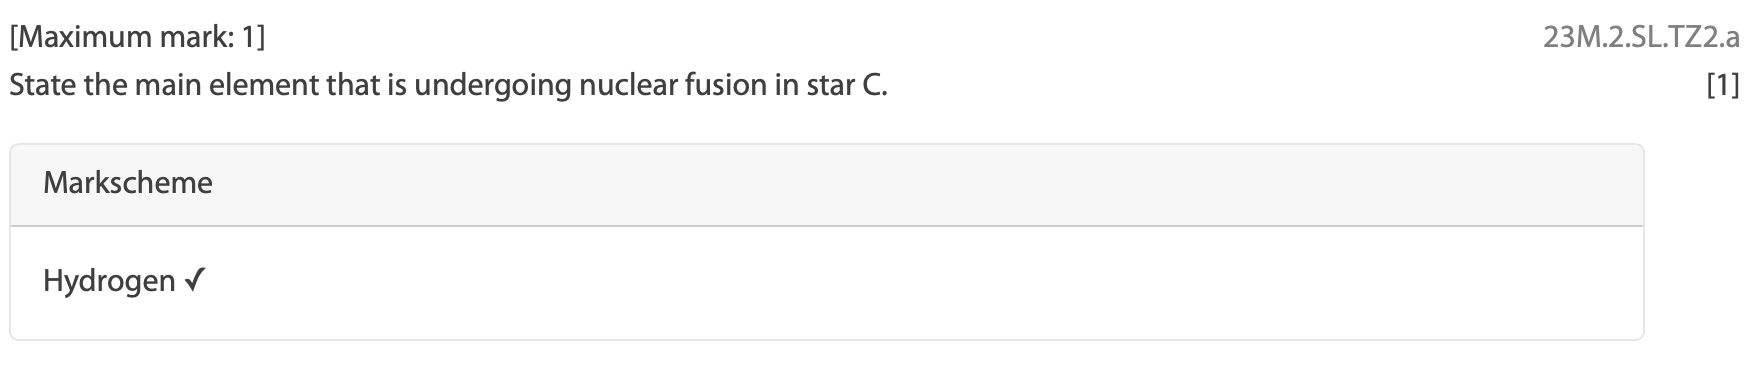 [Maximum mark: 1] 23M.2.SL.TZ2.a
State the main element that is undergoing nuclear fusion in star C. [1]
Markscheme
Hydrogen ✓